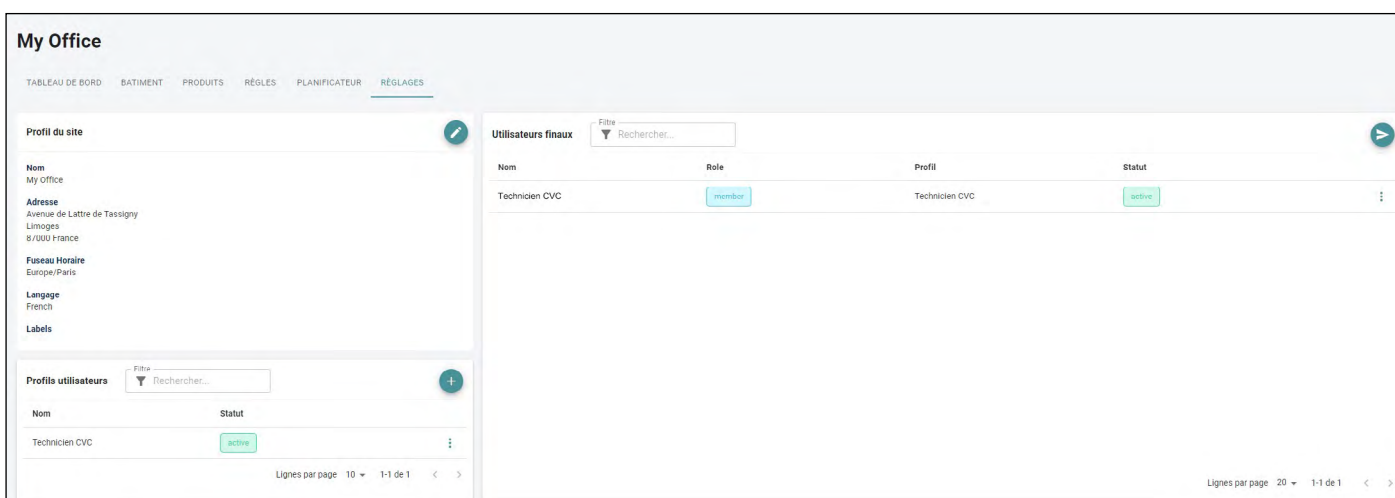 My Office
TABLEAU DE BORD BATIMENT PRODUITS RÈGLES PLANIFICATEUR RÉGLAGES
Profil du site
Nom
My Office
Adresse
Avenue de Lattre de Tassigny
Limoges
87000 France
Fuseau Horaire
Europe/Paris
Langage
French
Labels
Profils utilisateurs Filtre Rechercher...
Nom Statut
Technicien CVC active
Lignes par page 10 1-1 de 1
Utilisateurs finaux Filtre Rechercher...
Nom Role Profil Statut
Technicien CVC member Technicien CVC active
Lignes par page 20 1-1 de 1